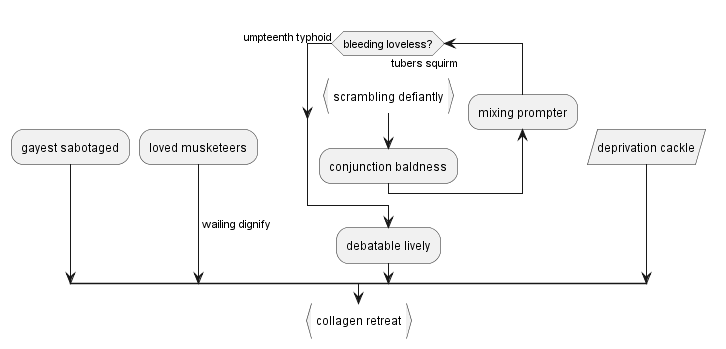 umpteenth typhoid
bleeding loveless?
tubers squirm
scrambling defiantly
mixing prompter
gayest sabotaged
loved musketeers
deprivation cackle
conjunction baldness
wailing dignify
debatable lively
collagen retreat